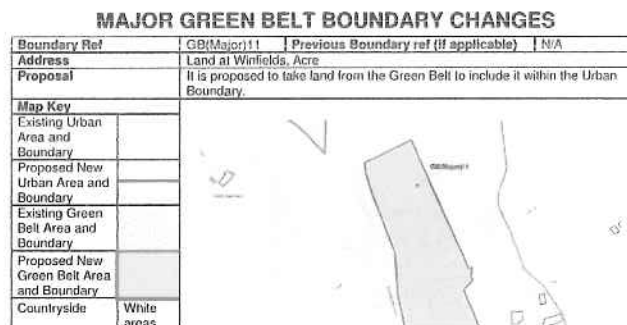 MAJOR GREEN BELT BOUNDARY CHANGES
Boundary Ref GB(Major)11 Previous Boundary ref (if applicable) N/A
Address Land at Winfields, Acre
Proposal It is proposed to take land from the Green Belt to include it within the Urban
Boundary.
Map Key
Existing Urban
Area and
Boundary
Proposed New
Urban Area and
Boundary
Existing Green
Belt Area and
Boundary
Proposed New
Green Belt Area
and Boundary
Countryside White
areas
GB(Major)11